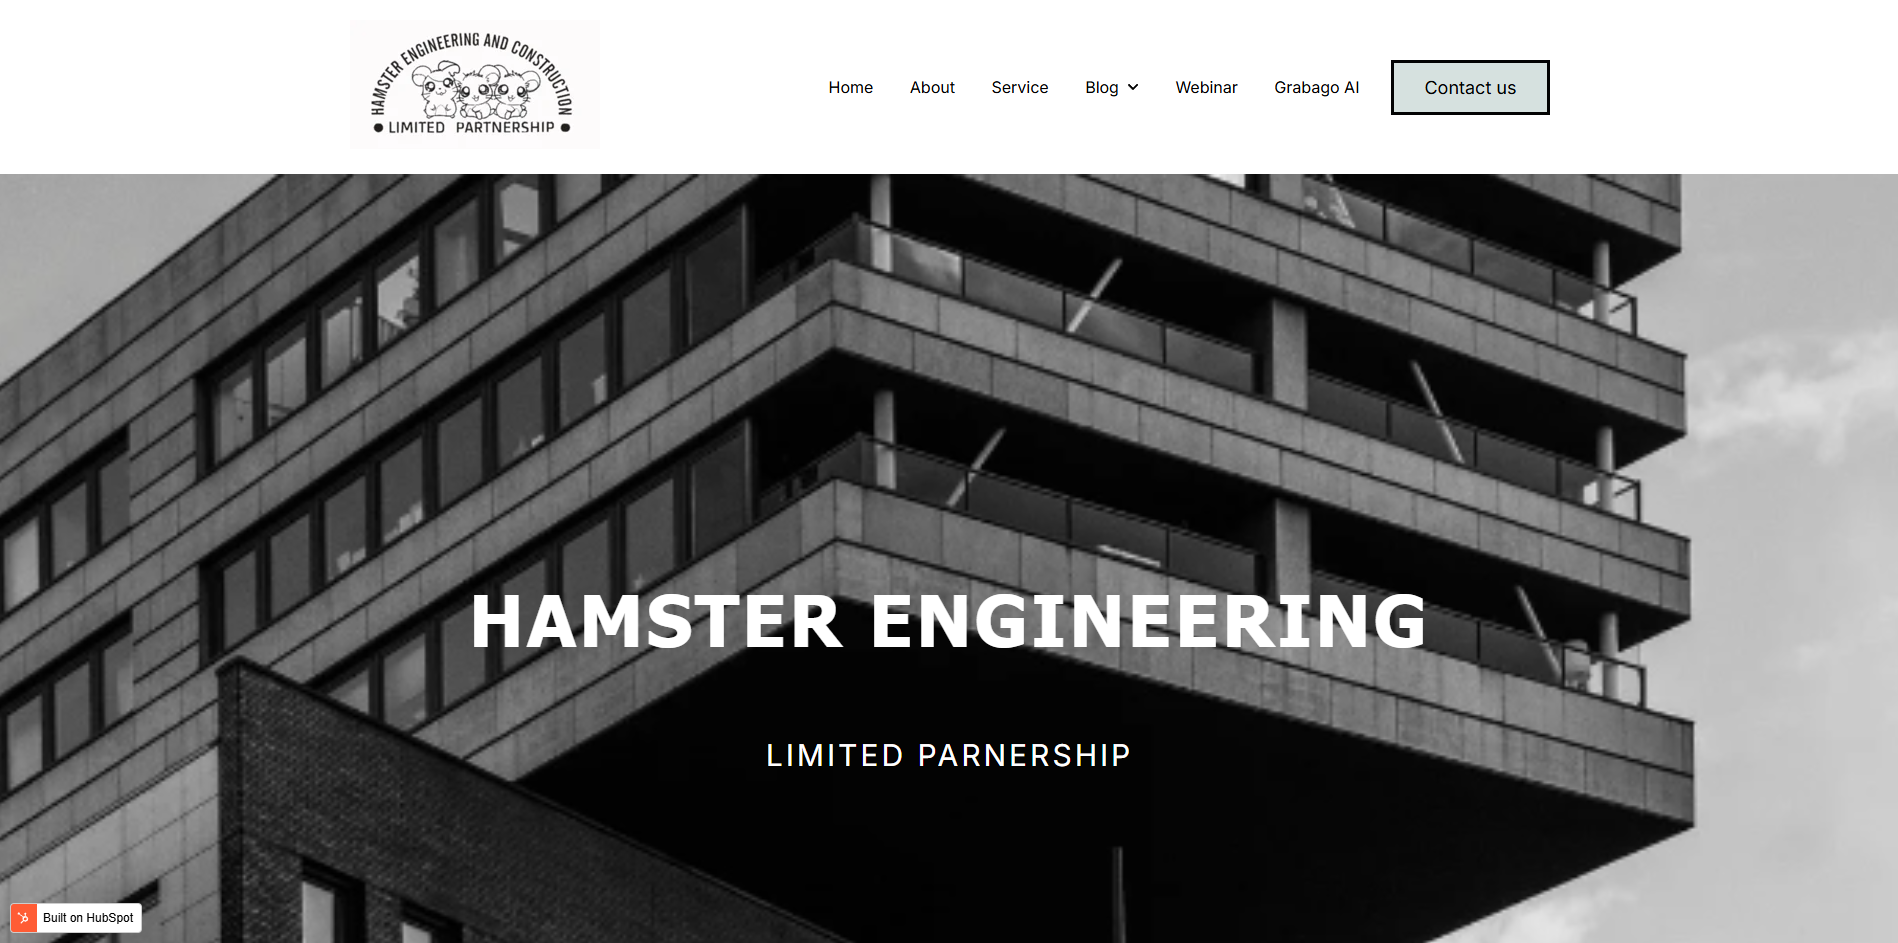 HAMSTER ENGINEERING AND CONSTRUCTION
• LIMITED PARTNERSHIP •
Home About Service Blog Webinar Grabago AI Contact us
HAMSTER ENGINEERING
LIMITED PARNERSHIP
Built on HubSpot